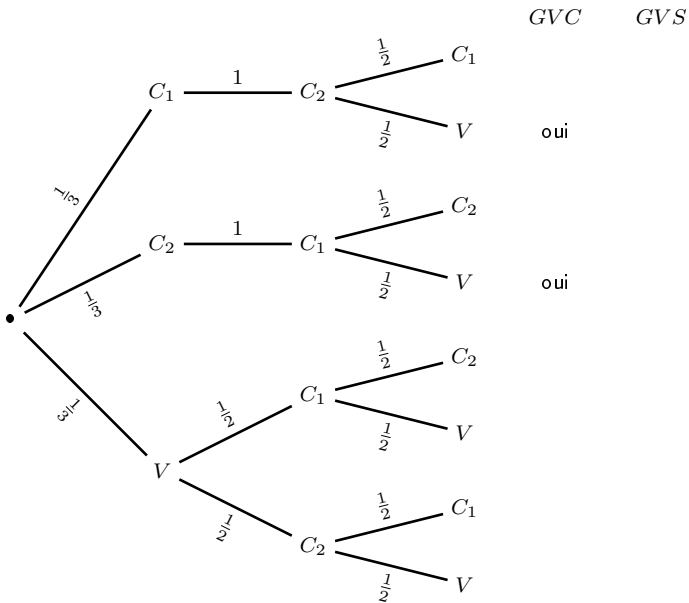 GVC GVS
1/2 C₁
C₁ 1 C₂
1/2 V oui
1/3
1/2 C₂
C₂ 1 C₁
1/3 1/2 V oui
1/2 C₂
1/3 1/2 C₁
1/2 V
V
1/2 C₁
1/2 C₂
1/2 V